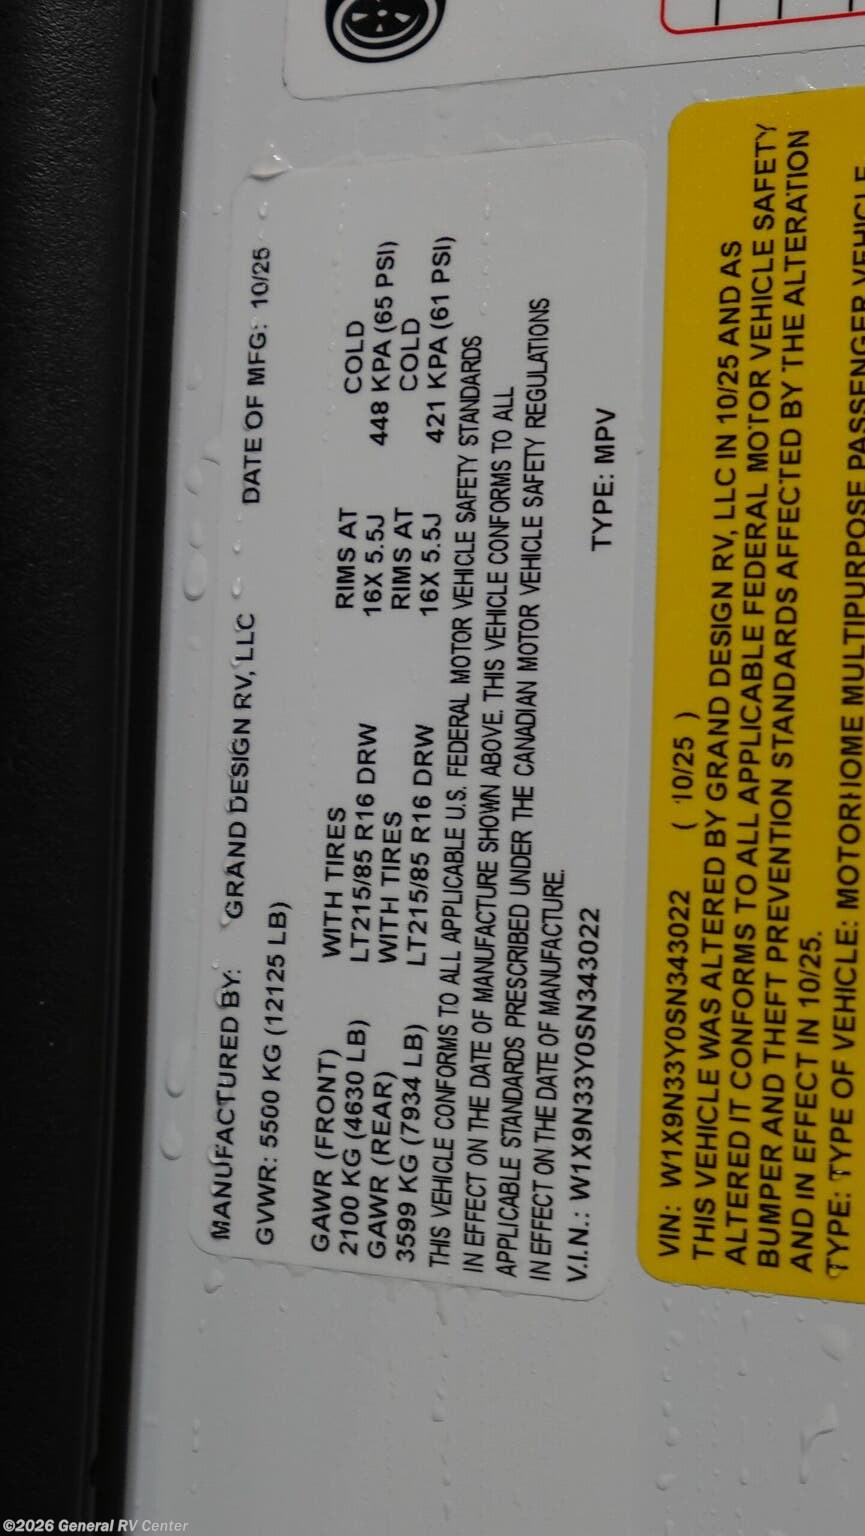 MANUFACTURED BY: GRAND DESIGN RV, LLC DATE OF MFG: 10/25
GVWR: 5500 KG (12125 LB)
GAWR (FRONT) WITH TIRES RIMS AT COLD
2100 KG (4630 LB) LT215/85 R16 DRW 16X 5.5J 448 KPA (65 PSI)
GAWR (REAR) WITH TIRES RIMS AT COLD
3599 KG (7934 LB) LT215/85 R16 DRW 16X 5.5J 421 KPA (61 PSI)
THIS VEHICLE CONFORMS TO ALL APPLICABLE U.S. FEDERAL MOTOR VEHICLE SAFETY STANDARDS
IN EFFECT ON THE DATE OF MANUFACTURE SHOWN ABOVE. THIS VEHICLE CONFORMS TO ALL
APPLICABLE STANDARDS PRESCRIBED UNDER THE CANADIAN MOTOR VEHICLE SAFETY REGULATIONS
IN EFFECT ON THE DATE OF MANUFACTURE.
V.I.N.: W1X9N33Y0SN343022 TYPE: MPV
VIN: W1X9N33Y0SN343022 ( 10/25 )
THIS VEHICLE WAS ALTERED BY GRAND DESIGN RV, LLC IN 10/25 AND AS
ALTERED IT CONFORMS TO ALL APPLICABLE FEDERAL MOTOR VEHICLE SAFETY
BUMPER AND THEFT PREVENTION STANDARDS AFFECTED BY THE ALTERATION
AND IN EFFECT IN 10/25.
TYPE: TYPE OF VEHICLE: MOTORHOME MULTIPURPOSE PASSENGER VEHICLE
©2026 General RV Center